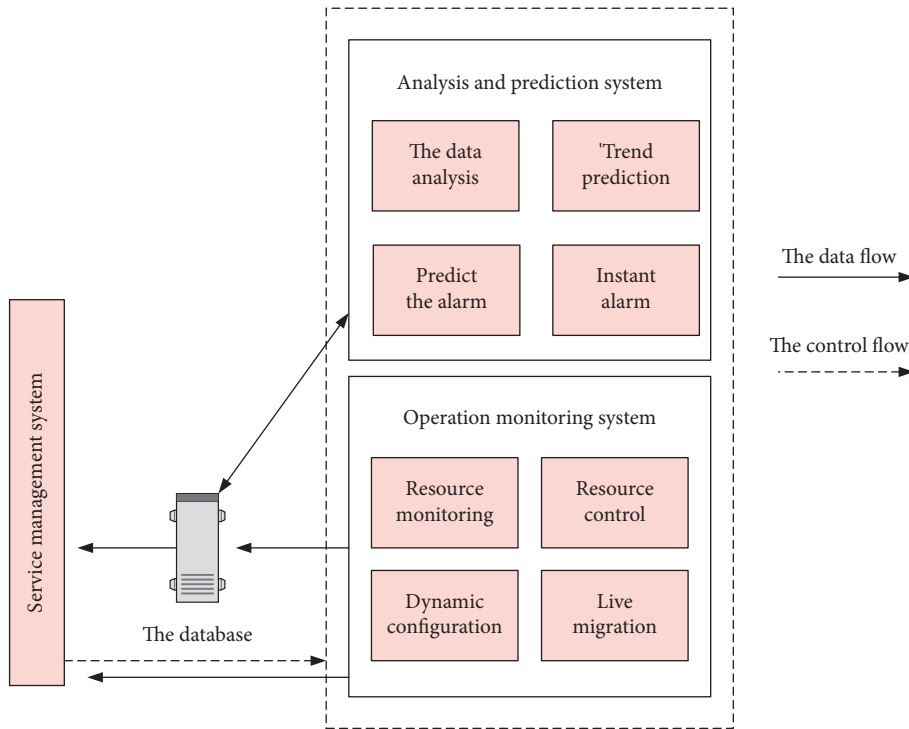 Analysis and prediction system
The data
analysis
'Trend
prediction
Predict
the alarm
Instant
alarm
The data flow
The control flow
Operation monitoring system
Resource
monitoring
Resource
control
Dynamic
configuration
Live
migration
Service management system
The database